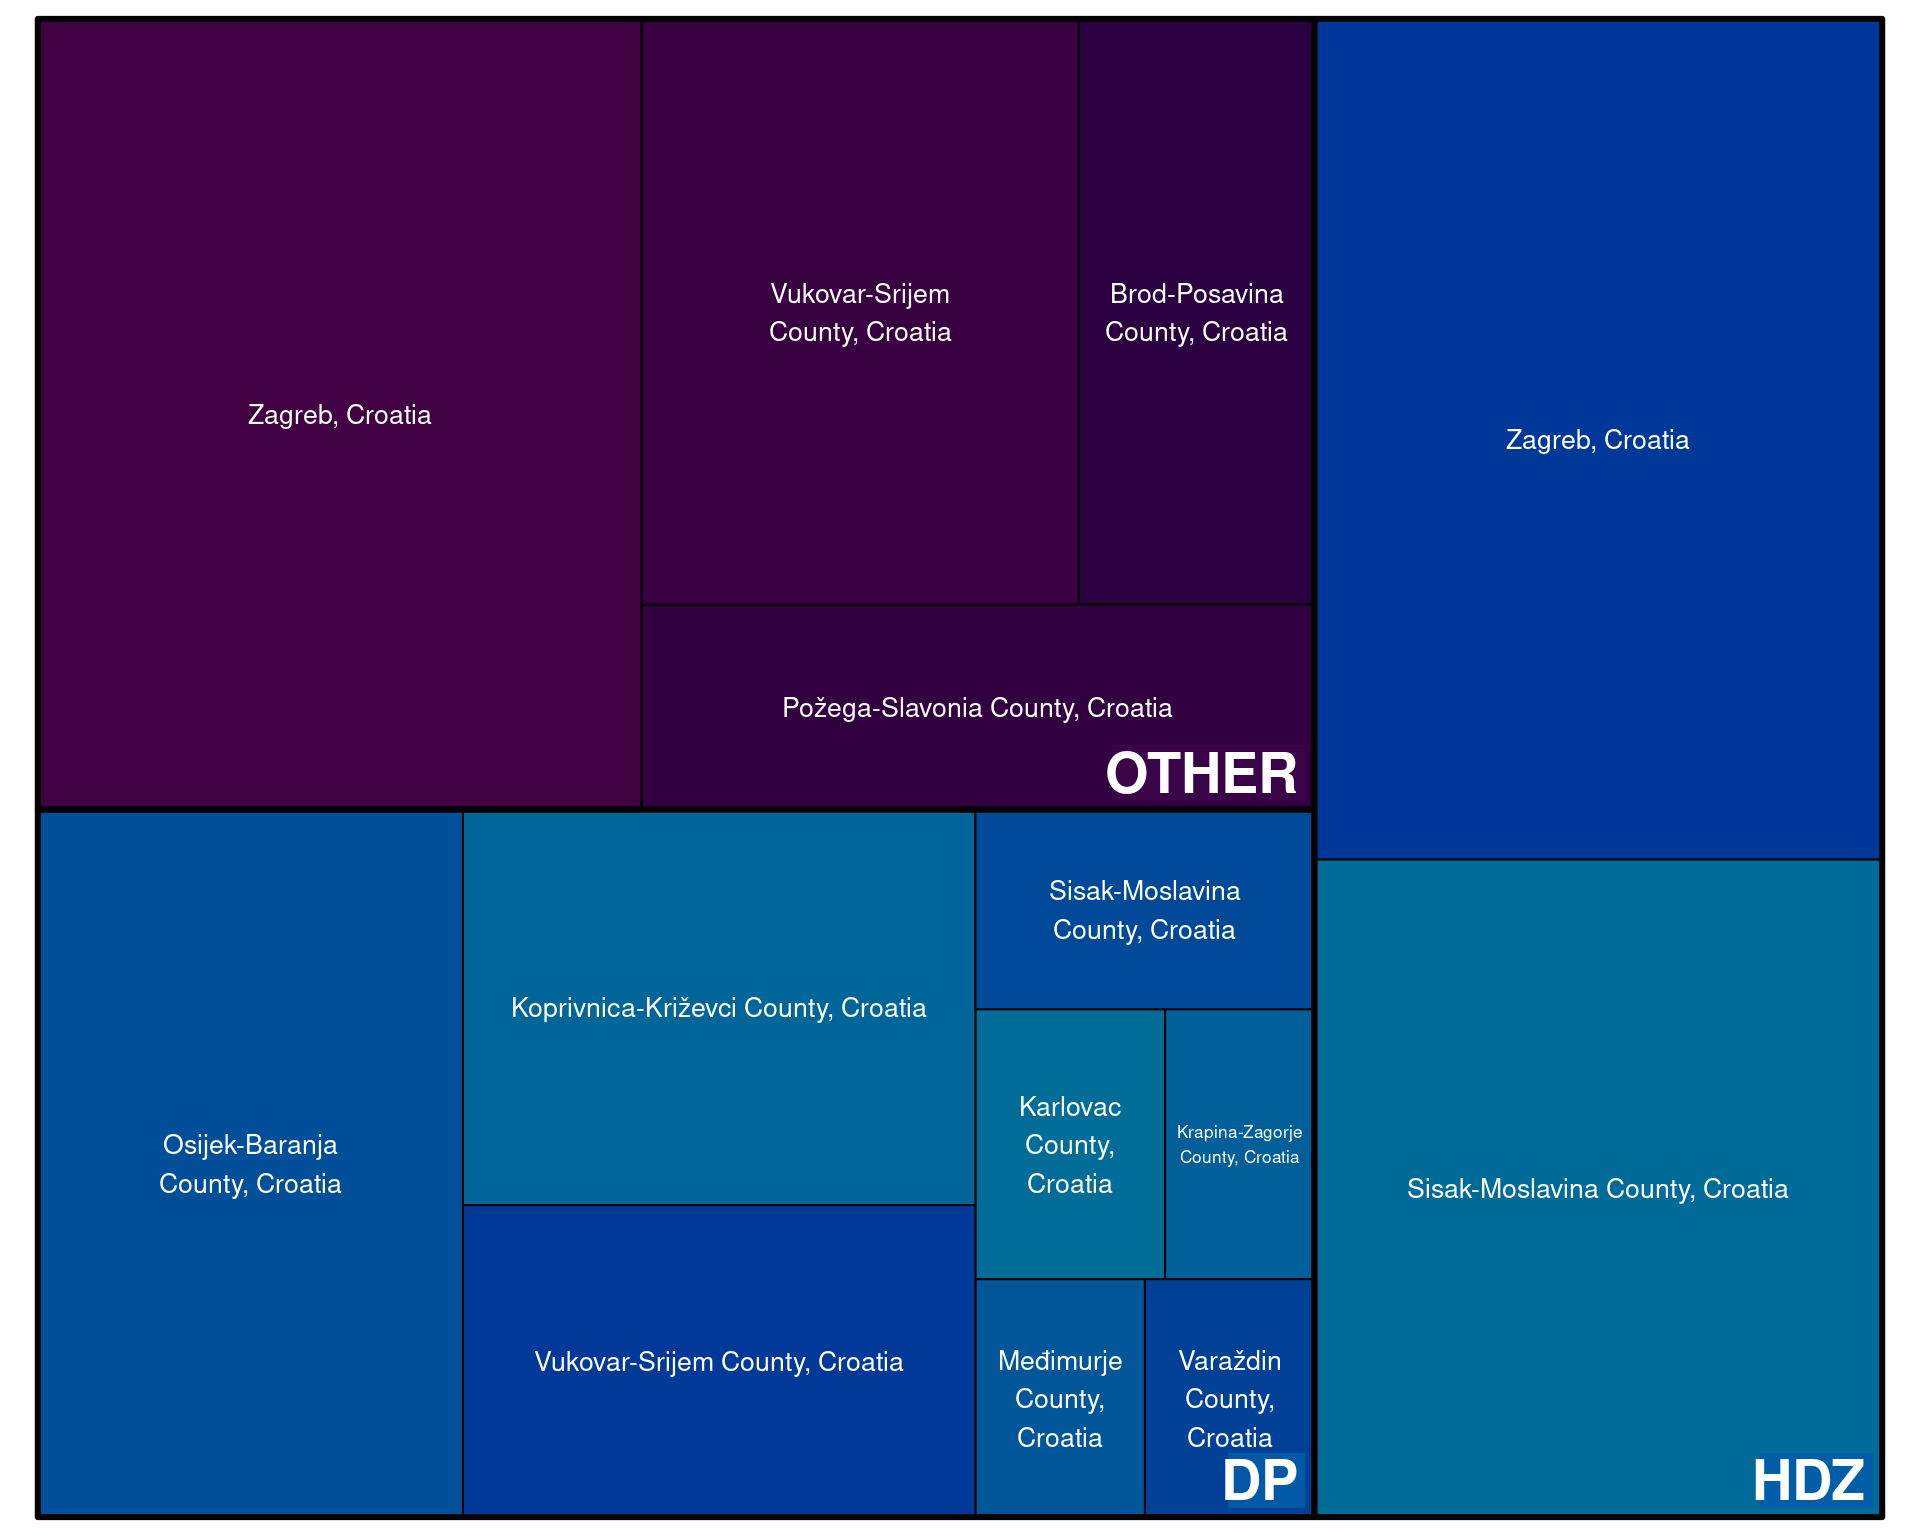 Zagreb, Croatia
Vukovar-Srijem
County, Croatia
Brod-Posavina
County, Croatia
Požega-Slavonia County, Croatia
OTHER
Zagreb, Croatia
Sisak-Moslavina County, Croatia
HDZ
Osijek-Baranja
County, Croatia
Koprivnica-Križevci County, Croatia
Vukovar-Srijem County, Croatia
Sisak-Moslavina
County, Croatia
Karlovac
County,
Croatia
Krapina-Zagorje
County, Croatia
Međimurje
County,
Croatia
Varaždin
County,
Croatia
DP